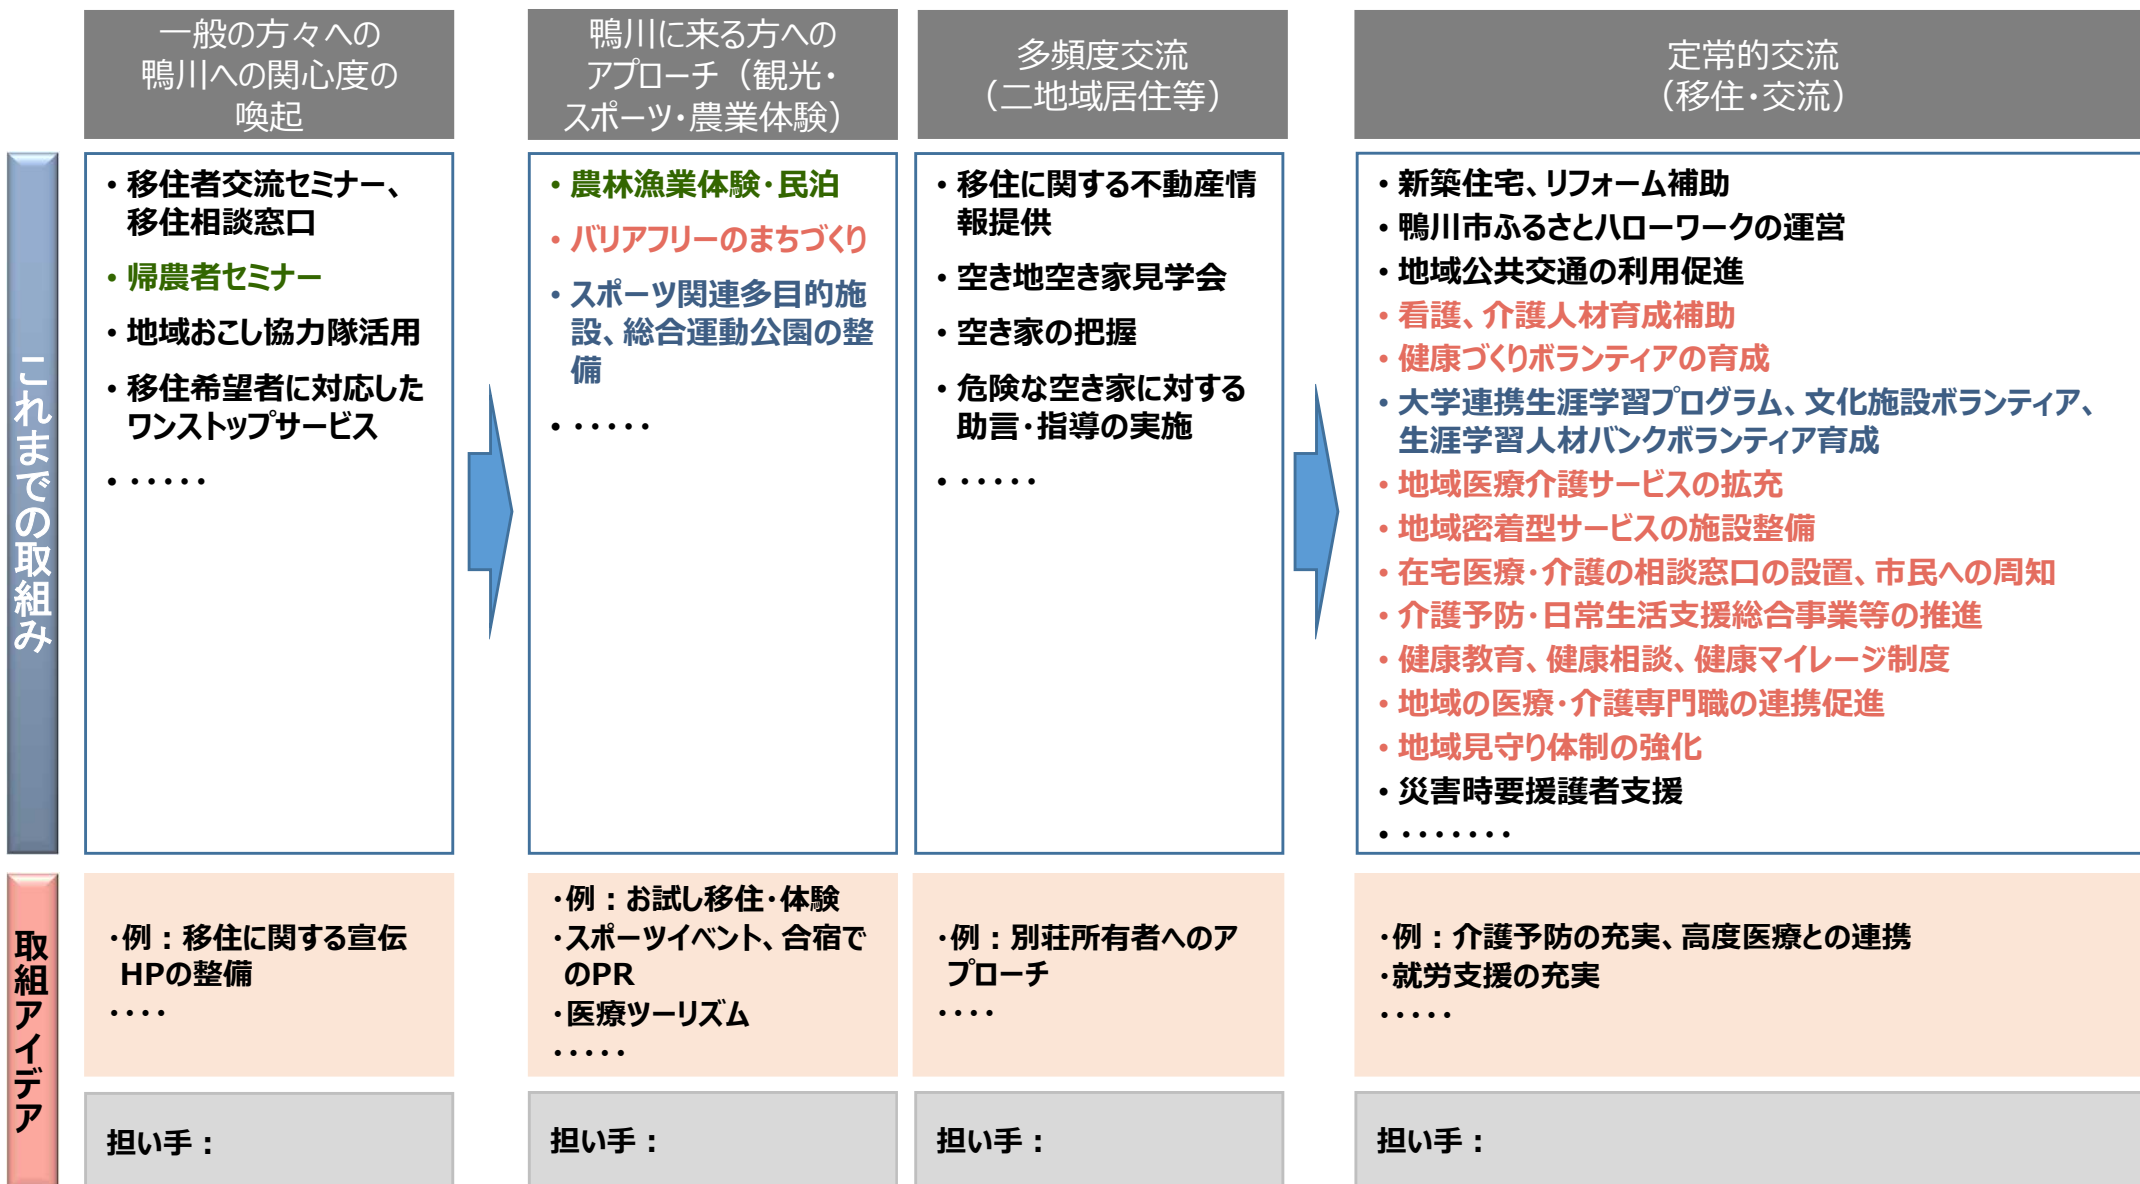 一般の方々への
鴨川への関心度の
喚起
鴨川に来る方への
アプローチ（観光・
スポーツ・農業体験）
多頻度交流
（二地域居住等）
定常的交流
（移住・交流）
これまでの取組み
・移住者交流セミナー、
移住相談窓口
・帰農者セミナー
・地域おこし協力隊活用
・移住希望者に対応した
ワンストップサービス
・・・・・・
・農林漁業体験・民泊
・バリアフリーのまちづくり
・スポーツ関連多目的施
設、総合運動公園の整
備
・・・・・・
・移住に関する不動産情
報提供
・空き地空き家見学会
・空き家の把握
・危険な空き家に対する
助言・指導の実施
・・・・・・
・新築住宅、リフォーム補助
・鴨川市ふるさとハローワークの運営
・地域公共交通の利用促進
・看護、介護人材育成補助
・健康づくりボランティアの育成
・大学連携生涯学習プログラム、文化施設ボランティア、
生涯学習人材バンクボランティア育成
・地域医療介護サービスの拡充
・地域密着型サービスの施設整備
・在宅医療・介護の相談窓口の設置、市民への周知
・介護予防・日常生活支援総合事業等の推進
・健康教育、健康相談、健康マイレージ制度
・地域の医療・介護専門職の連携促進
・地域見守り体制の強化
・災害時要援護者支援
・・・・・・・・
取組アイデア
・例：移住に関する宣伝
HPの整備
・・・・
・例：お試し移住・体験
・スポーツイベント、合宿で
のPR
・医療ツーリズム
・・・・・
・例：別荘所有者へのア
プローチ
・・・・
・例：介護予防の充実、高度医療との連携
・就労支援の充実
・・・・・
担い手：
担い手：
担い手：
担い手：